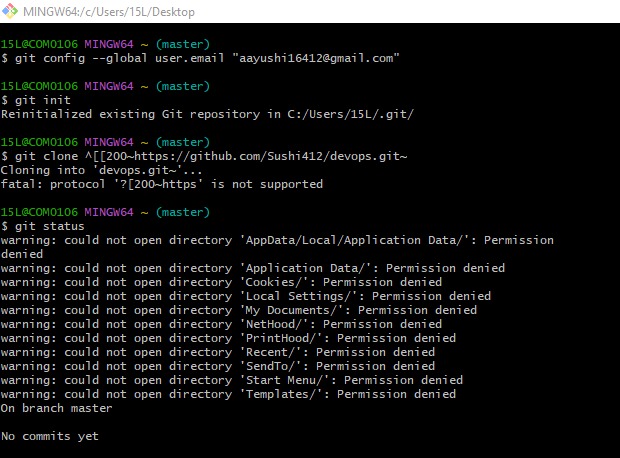 MINGW64:/c/Users/15L/Desktop
15L@COMO106 MINGW64 ~ (master)
$ git config --global user.email "aayushi16412@gmail.com"
15L@COMO106 MINGW64 ~ (master)
$ git init
Reinitialized existing Git repository in C:/Users/15L/.git/
15L@COMO106 MINGW64 ~ (master)
$ git clone ^[[200~https://github.com/Sushi412/devops.git~
Cloning into 'devops.git~'...
fatal: protocol '?[200~https' is not supported
15L@COMO106 MINGW64 ~ (master)
$ git status
warning: could not open directory 'AppData/Local/Application Data/': Permission
denied
warning: could not open directory 'Application Data/': Permission denied
warning: could not open directory 'Cookies/': Permission denied
warning: could not open directory 'Local Settings/': Permission denied
warning: could not open directory 'My Documents/': Permission denied
warning: could not open directory 'NetHood/': Permission denied
warning: could not open directory 'PrintHood/': Permission denied
warning: could not open directory 'Recent/': Permission denied
warning: could not open directory 'SendTo/': Permission denied
warning: could not open directory 'Start Menu/': Permission denied
warning: could not open directory 'Templates/': Permission denied
On branch master
No commits yet